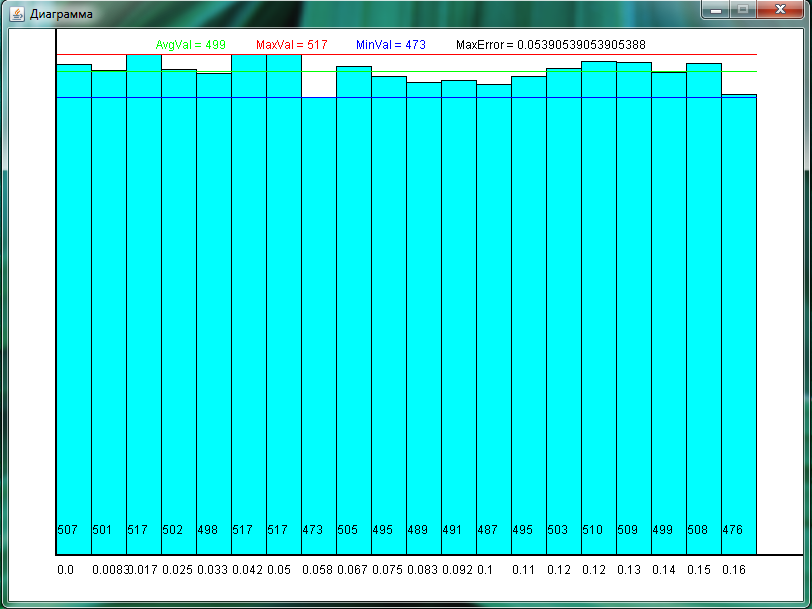 Диаграмма
AvgVal = 499 MaxVal = 517 MinVal = 473 MaxError = 0.05390539053905388
507 501 517 502 498 517 517 473 505 495 489 491 487 495 503 510 509 499 508 476
0.0 0.0083 0.017 0.025 0.033 0.042 0.05 0.058 0.067 0.075 0.083 0.092 0.1 0.11 0.12 0.12 0.13 0.14 0.15 0.16